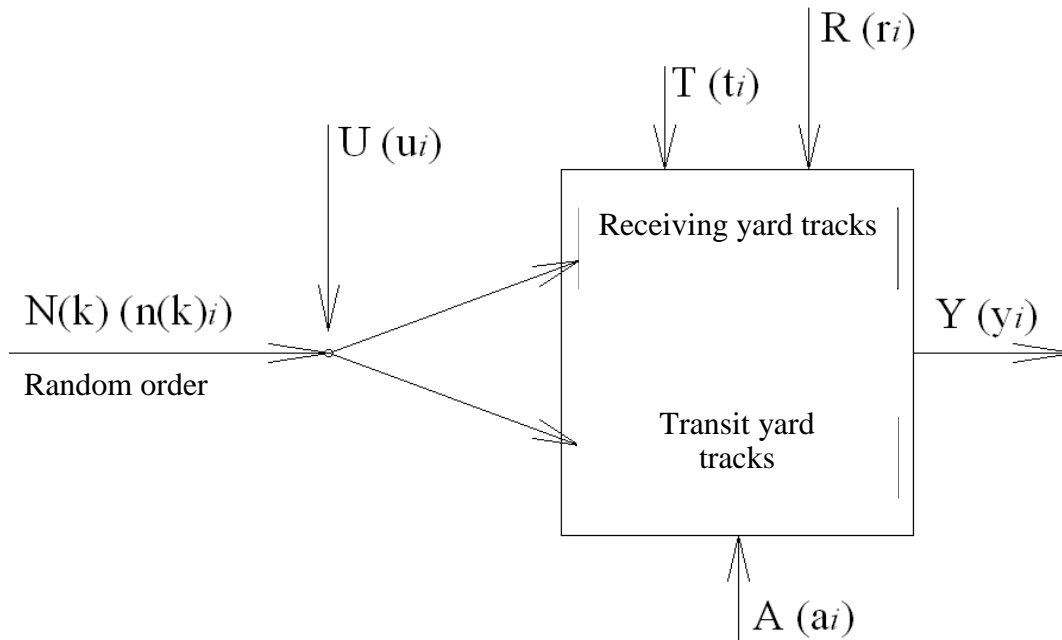 R (ri)
T (ti)
U (ui)
Receiving yard tracks
N(k) (n(k)i)
Random order
Y (yi)
Transit yard
tracks
A (ai)